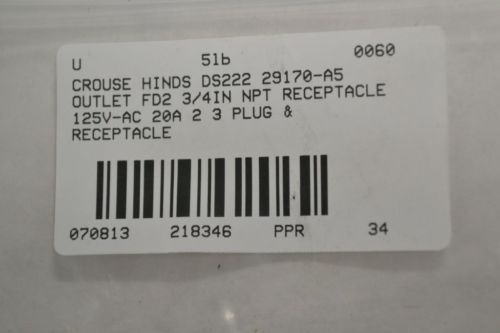 U 5lb 0060
CROUSE HINDS DS222 29170-A5
OUTLET FD2 3/4IN NPT RECEPTACLE
125V-AC 20A 2 3 PLUG &
RECEPTACLE
070813 218346 PPR 34